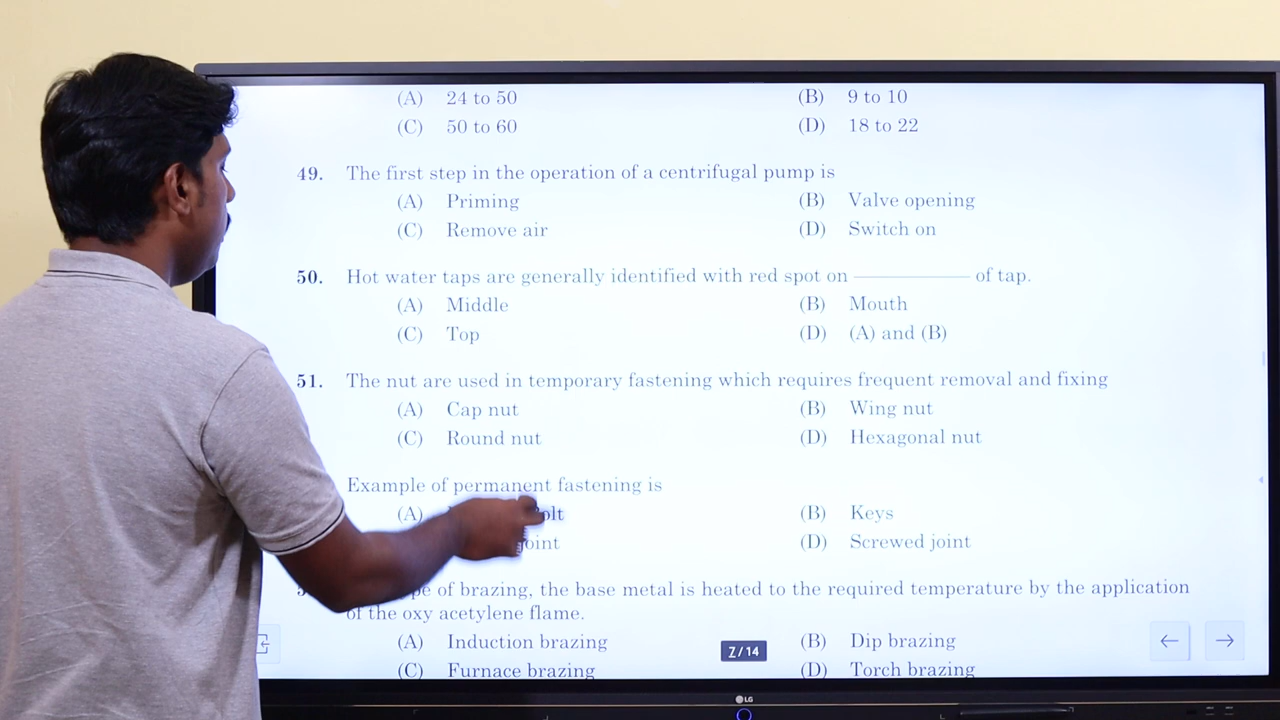 (A) 24 to 50 (B) 9 to 10
(C) 50 to 60 (D) 18 to 22
49. The first step in the operation of a centrifugal pump is
(A) Priming (B) Valve opening
(C) Remove air (D) Switch on
50. Hot water taps are generally identified with red spot on ———— of tap.
(A) Middle (B) Mouth
(C) Top (D) (A) and (B)
51. The nut are used in temporary fastening which requires frequent removal and fixing
(A) Cap nut (B) Wing nut
(C) Round nut (D) Hexagonal nut
Example of permanent fastening is
(A) (B) Keys
joint (D) Screwed joint
of brazing, the base metal is heated to the required temperature by the application
of the oxy acetylene flame.
(A) Induction brazing (B) Dip brazing
(C) Furnace brazing (D) Torch brazing
7/14
LG